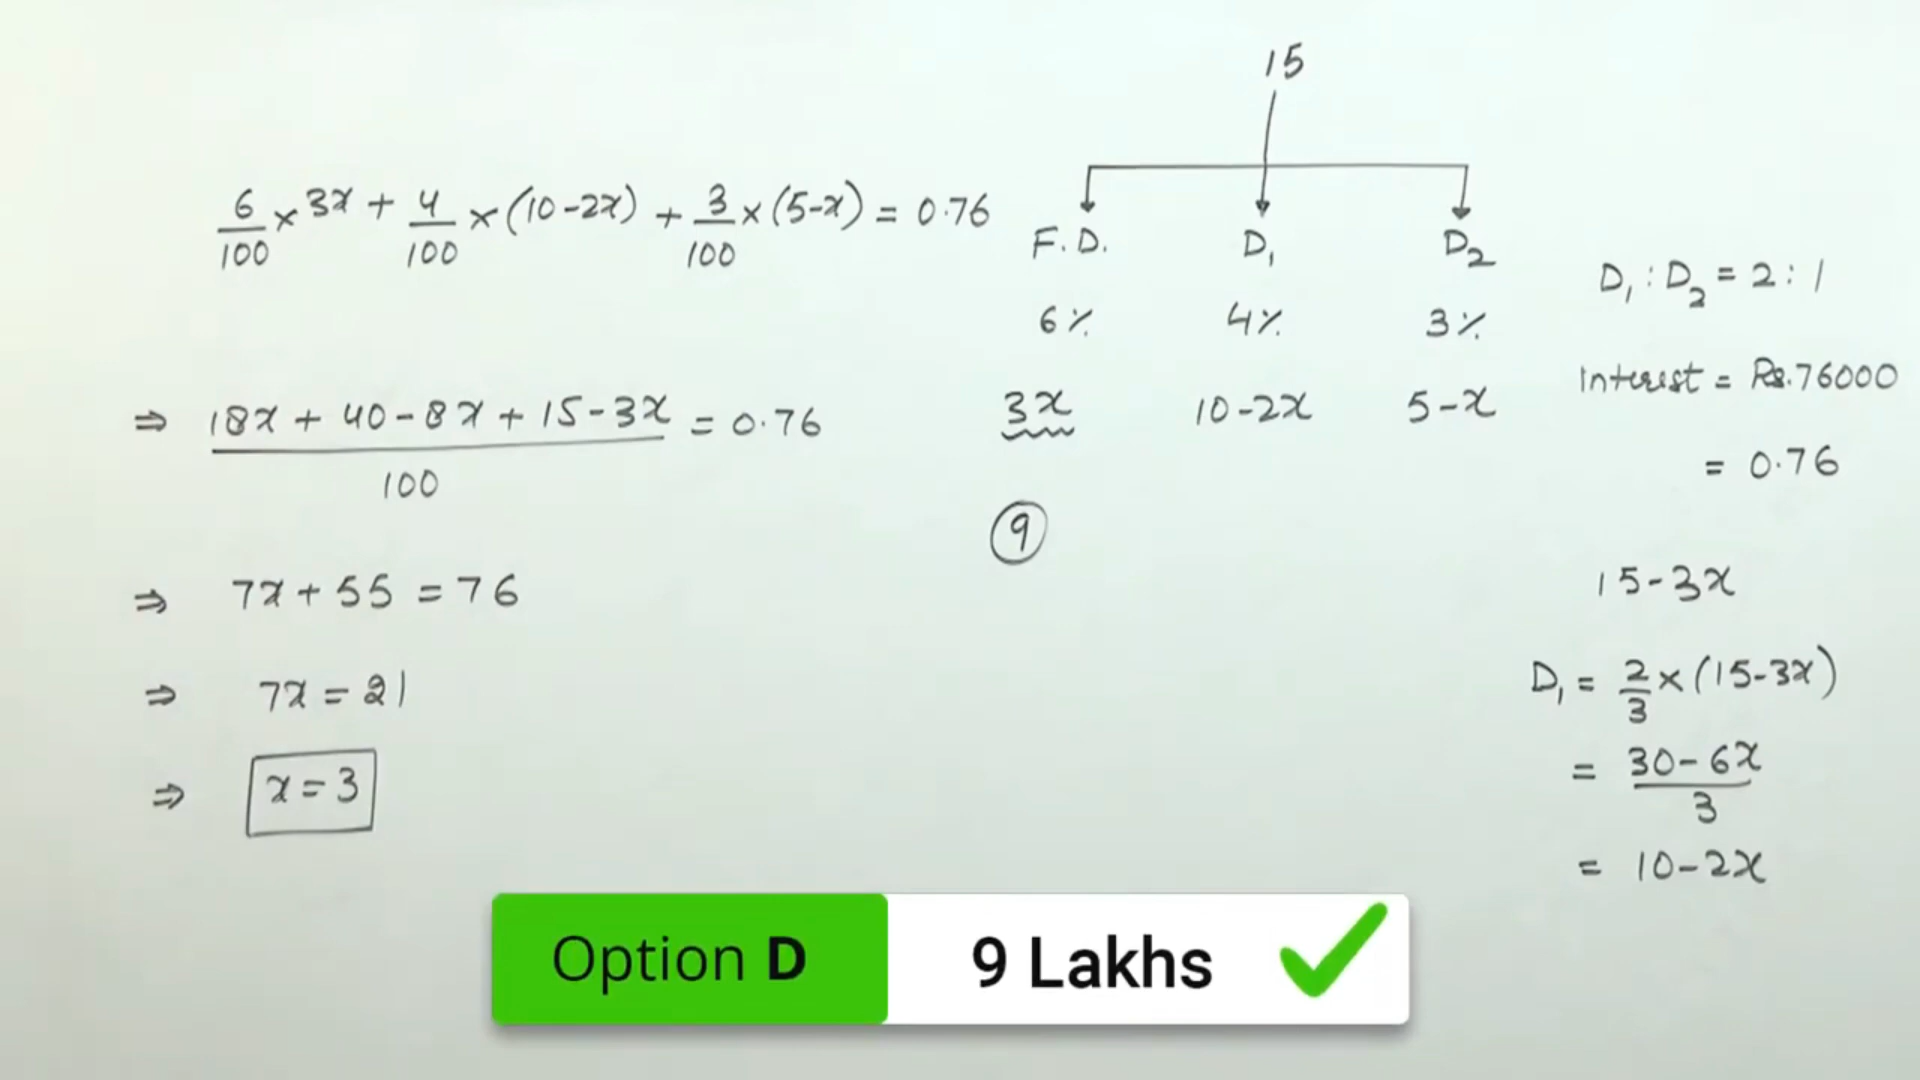 6/100 × 3x + 4/100 × (10-2x) + 3/100 × (5-x) = 0.76
⇒ (18x + 40 - 8x + 15 - 3x)/100 = 0.76
⇒ 7x + 55 = 76
⇒ 7x = 21
⇒ x = 3
15
F.D. D₁ D₂
6% 4% 3%
3x 10-2x 5-x
9
D₁ : D₂ = 2 : 1
Interest = Rs.76000
= 0.76
15-3x
D₁ = 2/3 × (15-3x)
= (30-6x)/3
= 10-2x
Option D 9 Lakhs